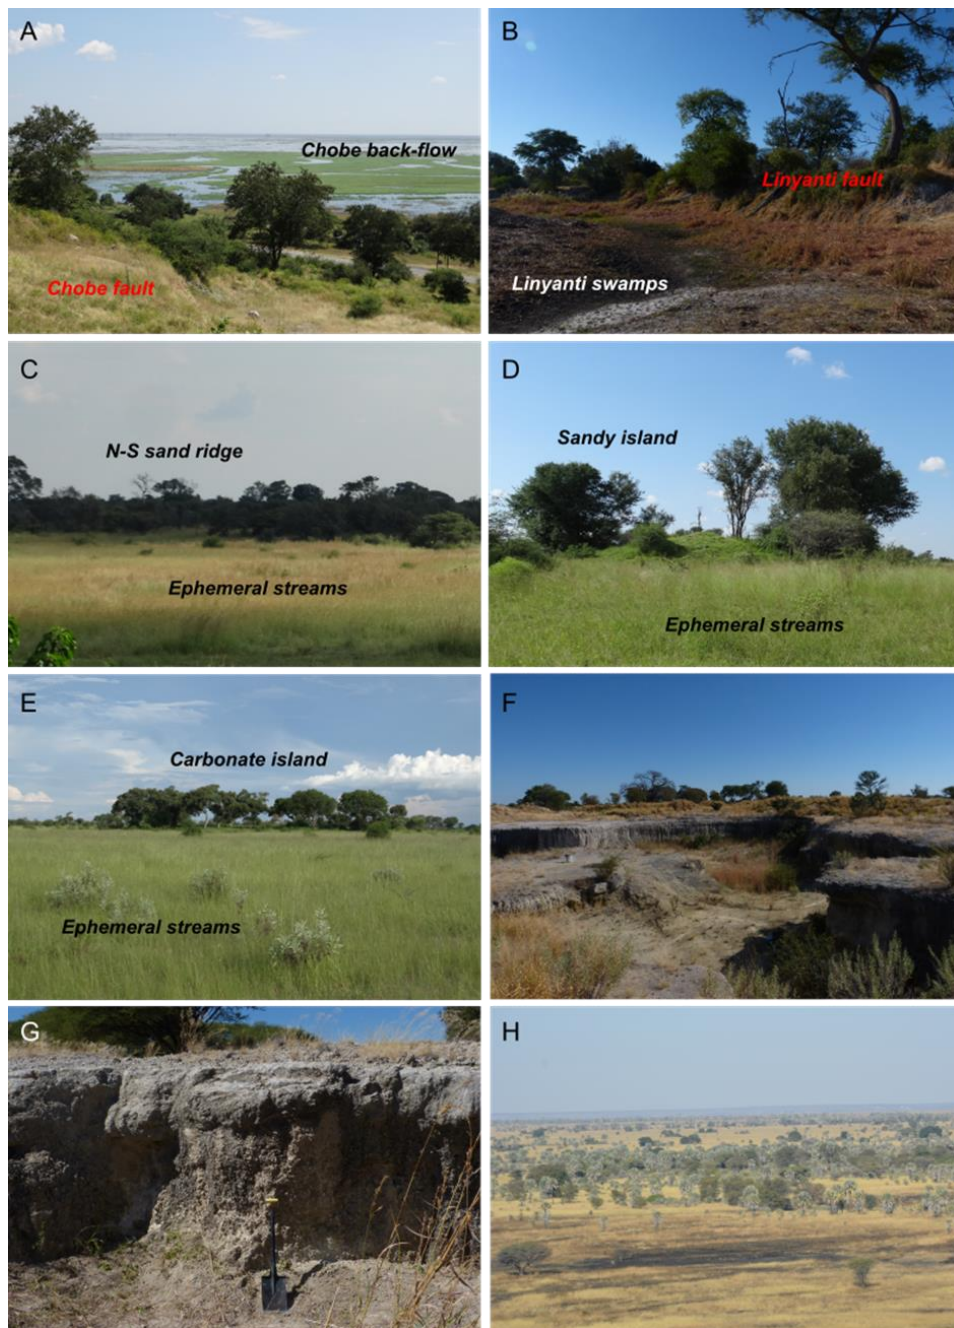 A
Chobe back-flow
Chobe fault
B
Linyanti fault
Linyanti swamps
C
N-S sand ridge
Ephemeral streams
D
Sandy island
Ephemeral streams
E
Carbonate island
Ephemeral streams
F
G
H